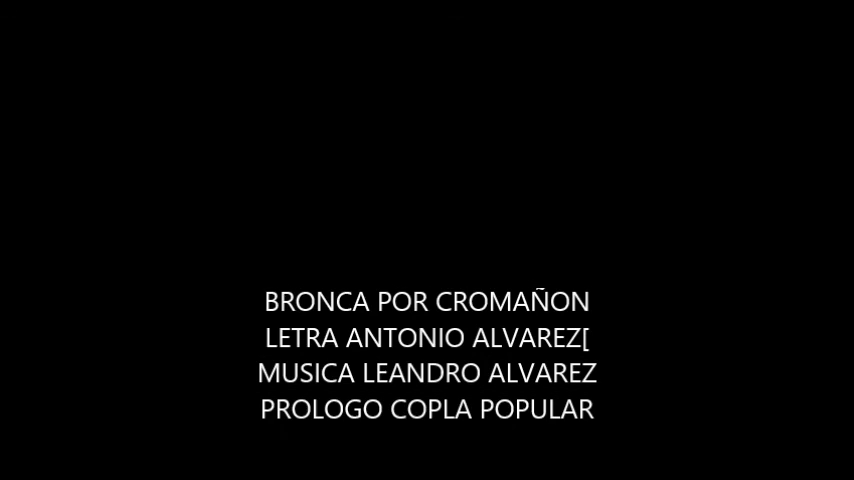 BRONCA POR CROMAÑON
LETRA ANTONIO ALVAREZ[
MUSICA LEANDRO ALVAREZ
PROLOGO COPLA POPULAR